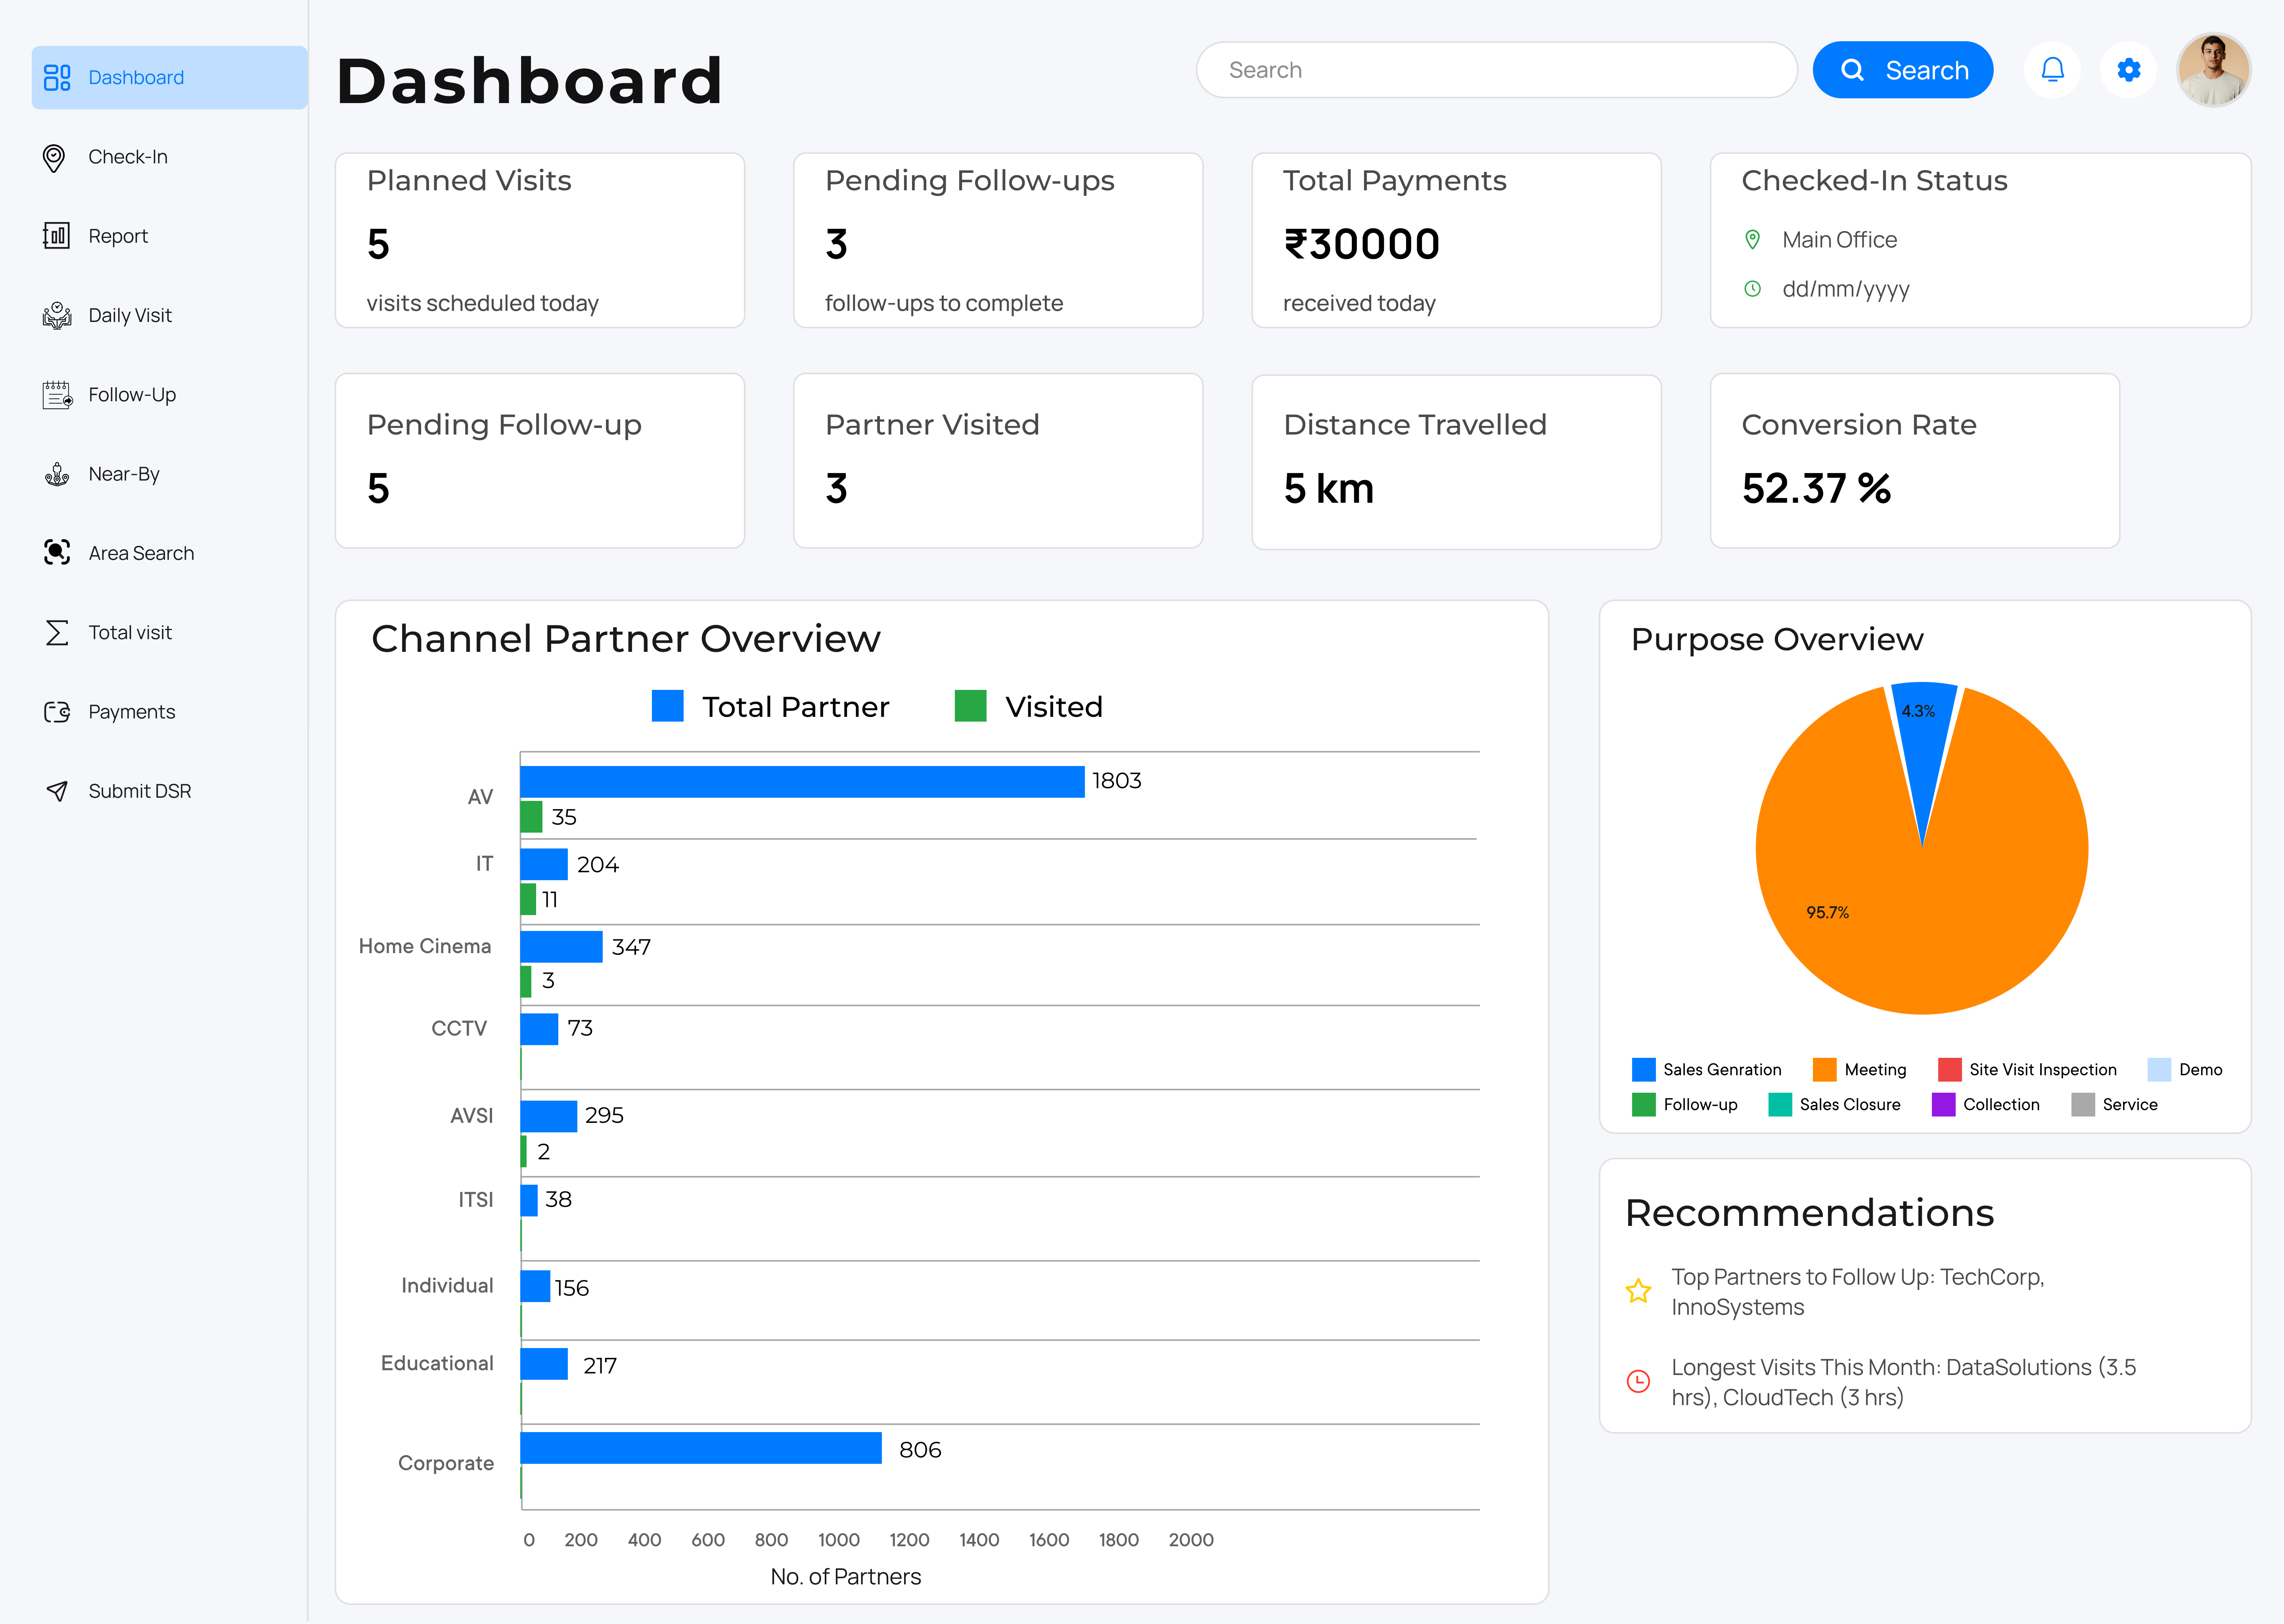 Dashboard
Check-In
Report
Daily Visit
Follow-Up
Near-By
Area Search
Total visit
Payments
Submit DSR
Dashboard
Search
Search
Planned Visits
5
visits scheduled today
Pending Follow-ups
3
follow-ups to complete
Total Payments
₹30000
received today
Checked-In Status
Main Office
dd/mm/yyyy
Pending Follow-up
5
Partner Visited
3
Distance Travelled
5 km
Conversion Rate
52.37 %
Channel Partner Overview
Total Partner Visited
AV 1803
35
IT 204
11
Home Cinema 347
3
CCTV 73
AVSI 295
2
ITSI 38
Individual 156
Educational 217
Corporate 806
0 200 400 600 800 1000 1200 1400 1600 1800 2000
No. of Partners
Purpose Overview
4.3%
95.7%
Sales Genration Meeting Site Visit Inspection Demo
Follow-up Sales Closure Collection Service
Recommendations
Top Partners to Follow Up: TechCorp,
InnoSystems
Longest Visits This Month: DataSolutions (3.5
hrs), CloudTech (3 hrs)